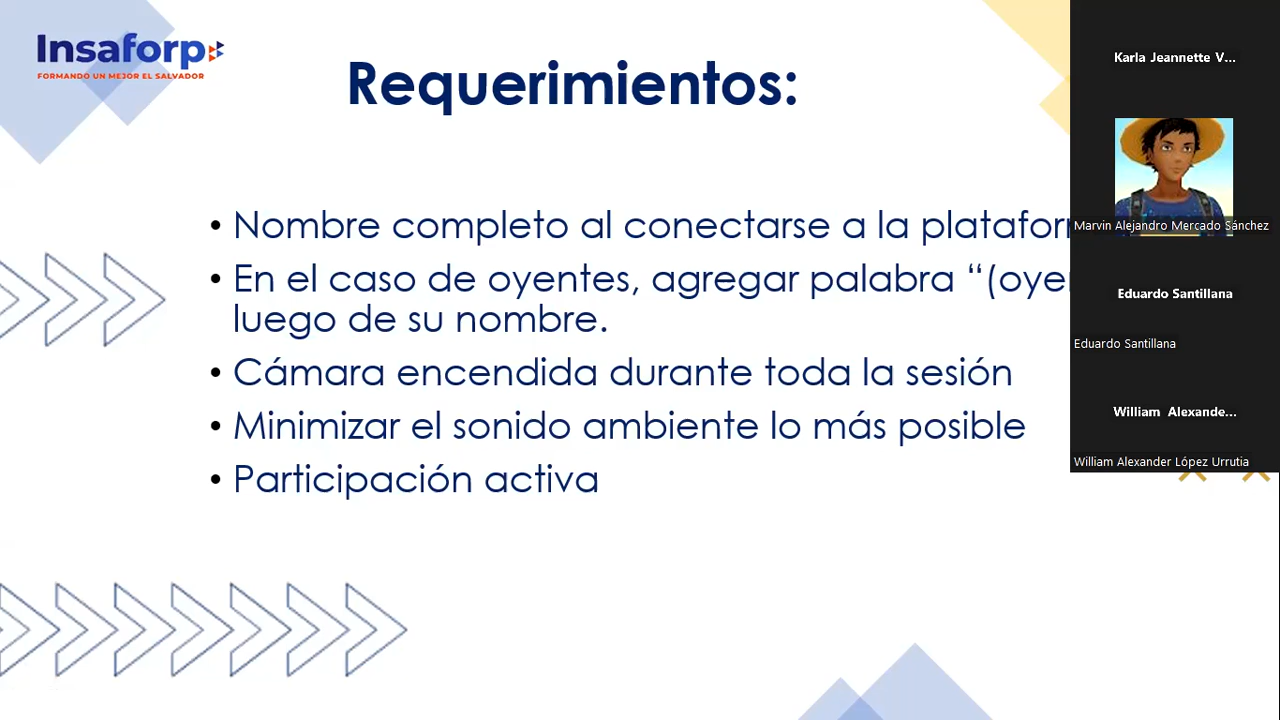 Insaforp
FORMANDO UN MEJOR EL SALVADOR
Requerimientos:
• Nombre completo al conectarse a la platafor
• En el caso de oyentes, agregar palabra “(oye
luego de su nombre.
• Cámara encendida durante toda la sesión
• Minimizar el sonido ambiente lo más posible
• Participación activa
Karla Jeannette V...
Marvin Alejandro Mercado Sánchez
Eduardo Santillana
Eduardo Santillana
William Alexande...
William Alexander López Urrutia